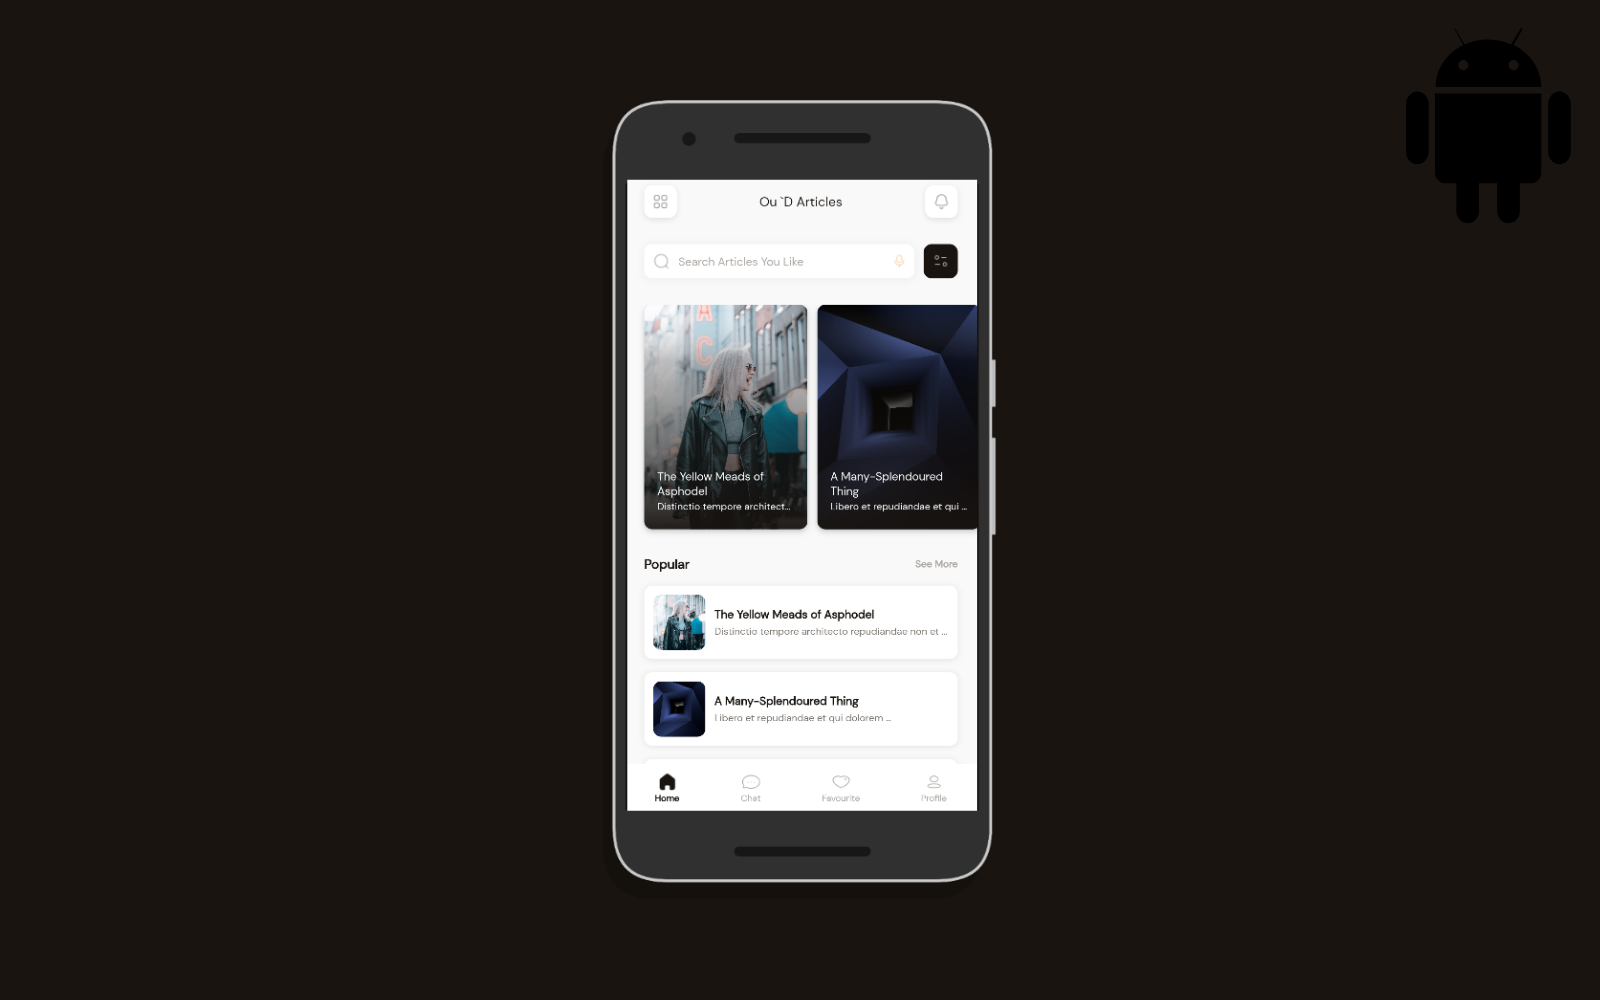 Ou `D Articles
Search Articles You Like
A
C
The Yellow Meads of
Asphodel
Distinctio tempore architect...
A Many-Splendoured
Thing
Libero et repudiandae et qui ...
Popular
See More
The Yellow Meads of Asphodel
Distinctio tempore architecto repudiandae non et ...
A Many-Splendoured Thing
Libero et repudiandae et qui dolorem ...
Home
Chat
Favourite
Profile